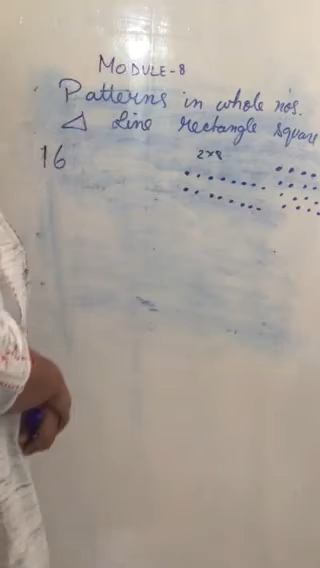 MODULE-8
Patterns in whole nos.
△ Line rectangle square
16
2×8